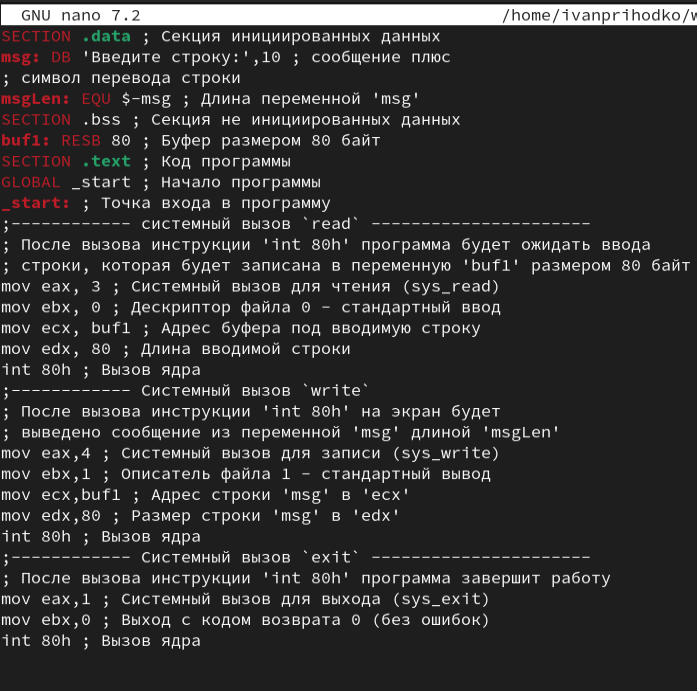 GNU nano 7.2 /home/ivanprihodko/
SECTION .data ; Секция инициированных данных
msg: DB 'Введите строку:',10 ; сообщение плюс
; символ перевода строки
msgLen: EQU $-msg ; Длина переменной 'msg'
SECTION .bss ; Секция не инициированных данных
buf1: RESB 80 ; Буфер размером 80 байт
SECTION .text ; Код программы
GLOBAL _start ; Начало программы
_start: ; Точка входа в программу
;------------ системный вызов `read` ----------------------
; После вызова инструкции 'int 80h' программа будет ожидать ввода
; строки, которая будет записана в переменную 'buf1' размером 80 байт
mov eax, 3 ; Системный вызов для чтения (sys_read)
mov ebx, 0 ; Дескриптор файла 0 - стандартный ввод
mov ecx, buf1 ; Адрес буфера под вводимую строку
mov edx, 80 ; Длина вводимой строки
int 80h ; Вызов ядра
;------------ Системный вызов `write`
; После вызова инструкции 'int 80h' на экран будет
; выведено сообщение из переменной 'msg' длиной 'msgLen'
mov eax,4 ; Системный вызов для записи (sys_write)
mov ebx,1 ; Описатель файла 1 - стандартный вывод
mov ecx,buf1 ; Адрес строки 'msg' в 'ecx'
mov edx,80 ; Размер строки 'msg' в 'edx'
int 80h ; Вызов ядра
;------------ Системный вызов `exit` ----------------------
; После вызова инструкции 'int 80h' программа завершит работу
mov eax,1 ; Системный вызов для выхода (sys_exit)
mov ebx,0 ; Выход с кодом возврата 0 (без ошибок)
int 80h ; Вызов ядра